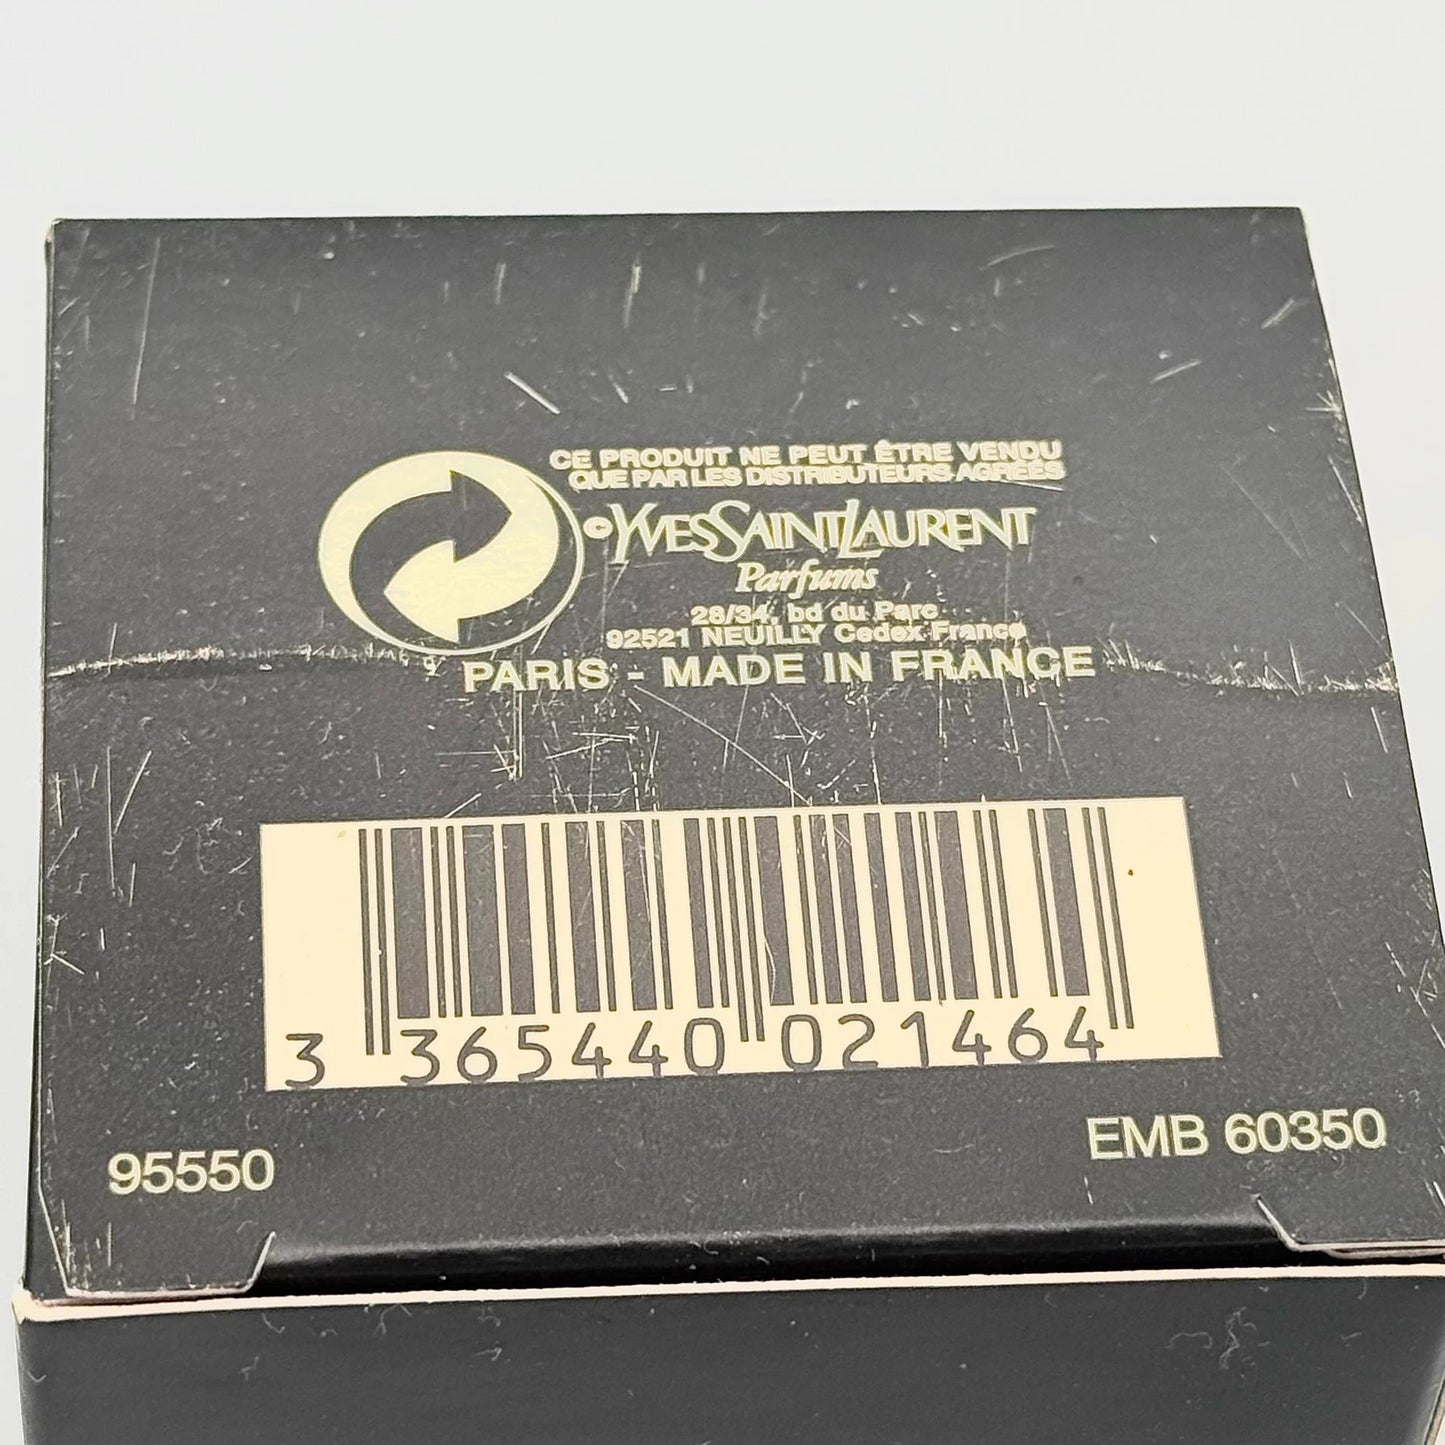 CE PRODUIT NE PEUT ÊTRE VENDU
QUE PAR LES DISTRIBUTEURS AGRÉÉS
©YVESSAINTLAURENT
Parfums
28/34, bd du Parc
92521 NEUILLY Cedex France
PARIS - MADE IN FRANCE
3 365440 021464
95550
EMB 60350